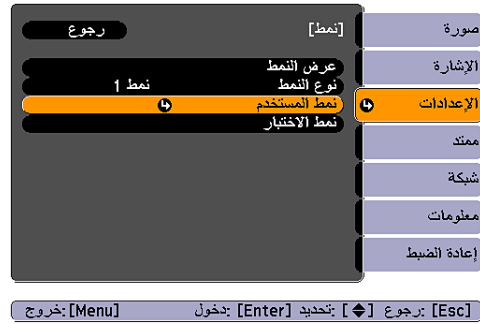 [نمط]
رجوع
عرض النمط
نوع النمط
نمط 1
نمط المستخدم
نمط الاختبار
صورة
الإشارة
الإعدادات
ممتد
شبكة
معلومات
إعادة الضبط
[Esc] :رجوع [♦] :تحديد [Enter] :دخول [Menu] :خروج